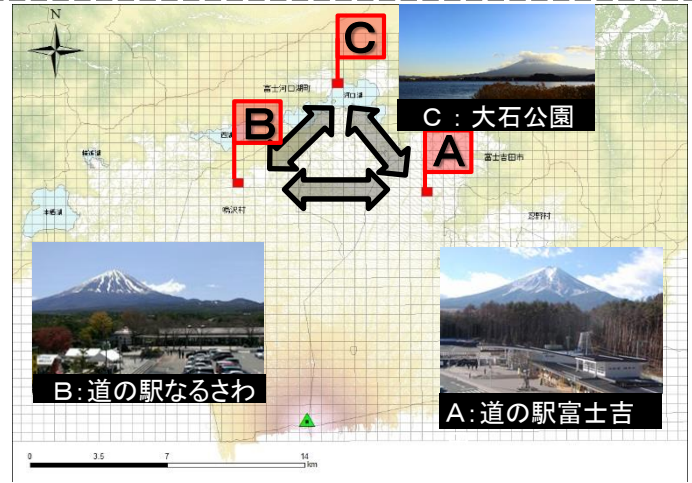 N
C
富士河口湖町
河口湖
C：大石公園
B
西湖
A
富士吉田市
精進湖
本栖湖
鳴沢村
忍野村
B:道の駅なるさわ
A:道の駅富士吉
0 3.5 7 14
km